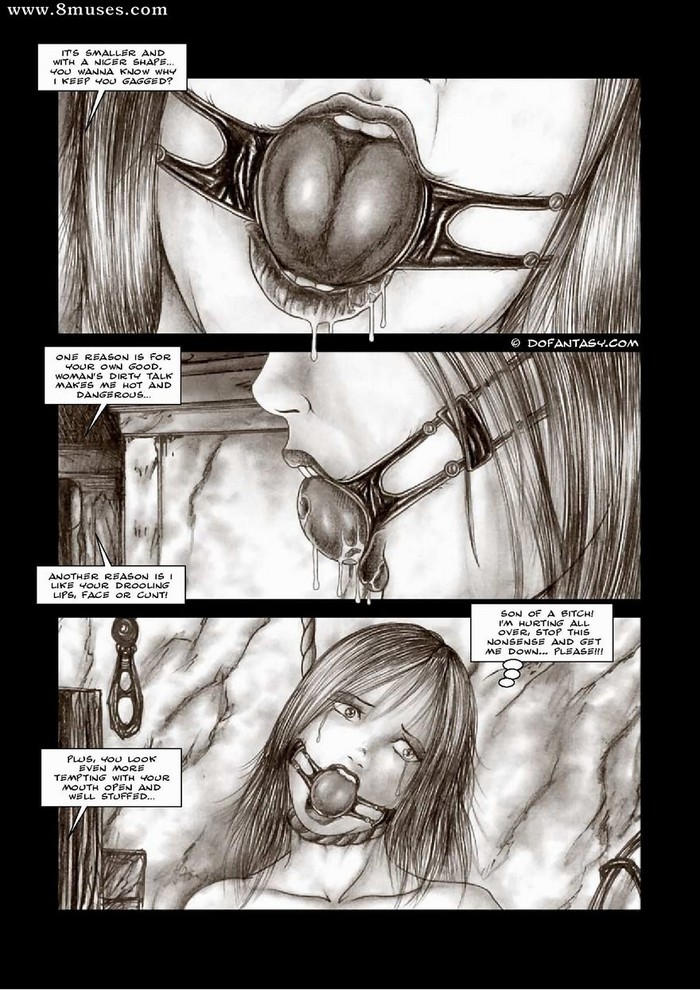 www.8muses.com
IT'S SMALLER AND
WITH A NICER SHAPE...
YOU WANNA KNOW WHY
I KEEP YOU GAGGED?
© DOFANTASY.COM
ONE REASON IS FOR
YOUR OWN GOOD.
WOMAN'S DIRTY TALK
MAKES ME HOT AND
DANGEROUS...
ANOTHER REASON IS I
LIKE YOUR DROOLING
LIPS, FACE OR CUNT!
SON OF A BITCH!
I'M HURTING ALL
OVER, STOP THIS
NONSENSE AND GET
ME DOWN... PLEASE!!!
PLUS, YOU LOOK
EVEN MORE
TEMPTING WITH YOUR
MOUTH OPEN AND
WELL STUFFED...